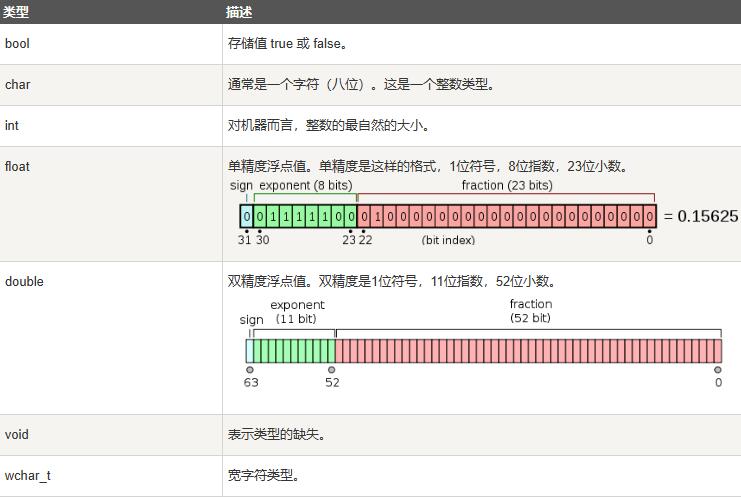 类型 描述
bool 存储值 true 或 false。
char 通常是一个字符（八位）。这是一个整数类型。
int 对机器而言，整数的最自然的大小。
float 单精度浮点值。单精度是这样的格式，1位符号，8位指数，23位小数。
sign exponent (8 bits) fraction (23 bits)
0 0 1 1 1 1 1 0 0 0 1 0 0 0 0 0 0 0 0 0 0 0 0 0 0 0 0 0 0 0 0 0 = 0.15625
31 30 23 22 (bit index) 0
double 双精度浮点值。双精度是1位符号，11位指数，52位小数。
exponent fraction
sign (11 bit) (52 bit)
63 52 0
void 表示类型的缺失。
wchar_t 宽字符类型。